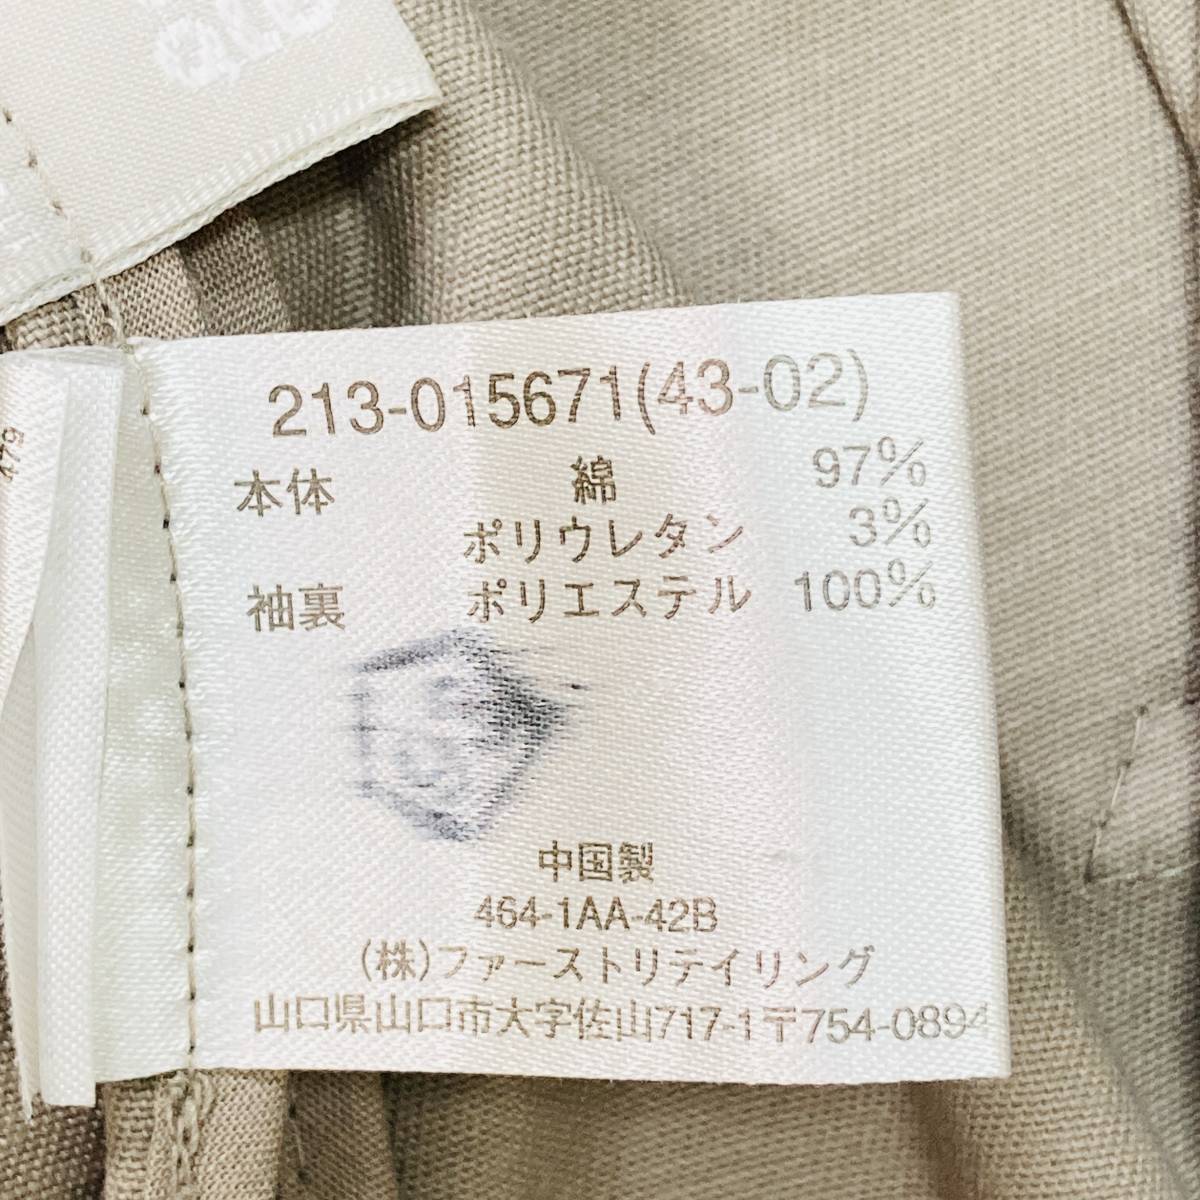 213-015671(43-02)
本体 綿 97%
ポリウレタン 3%
袖裏 ポリエステル 100%
中国製
464-1AA-42B
(株)ファーストリテイリング
山口県山口市大字佐山717-1〒754-0894